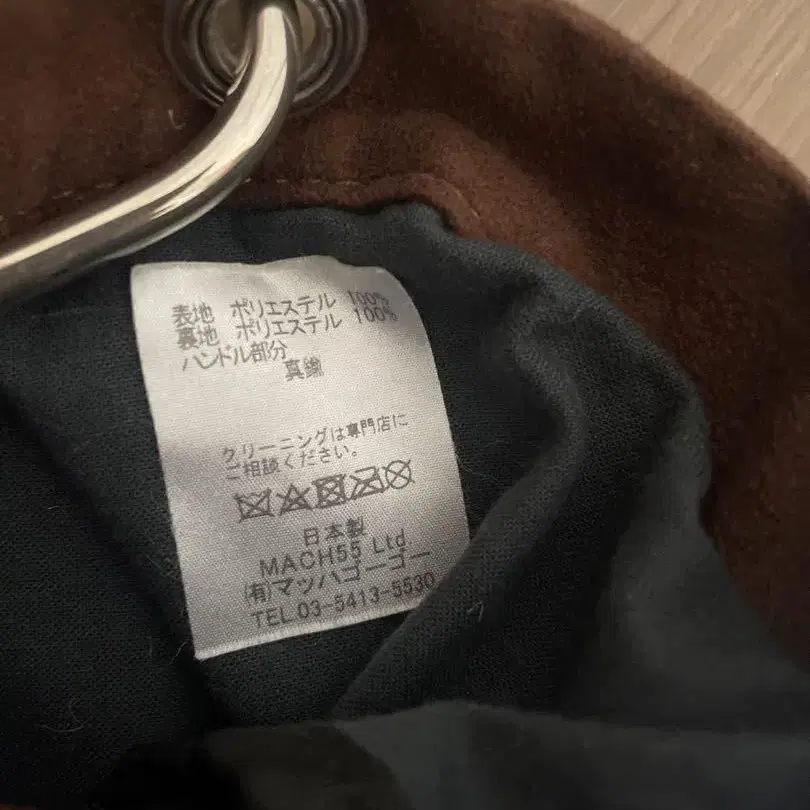 表地 ポリエステル 100%
裏地 ポリエステル 100%
ハンドル部分
真鍮
クリーニングは専門店に
ご相談ください。
日本製
MACH55 Ltd
(有)マッハゴーゴー
TEL 03-5413-5530